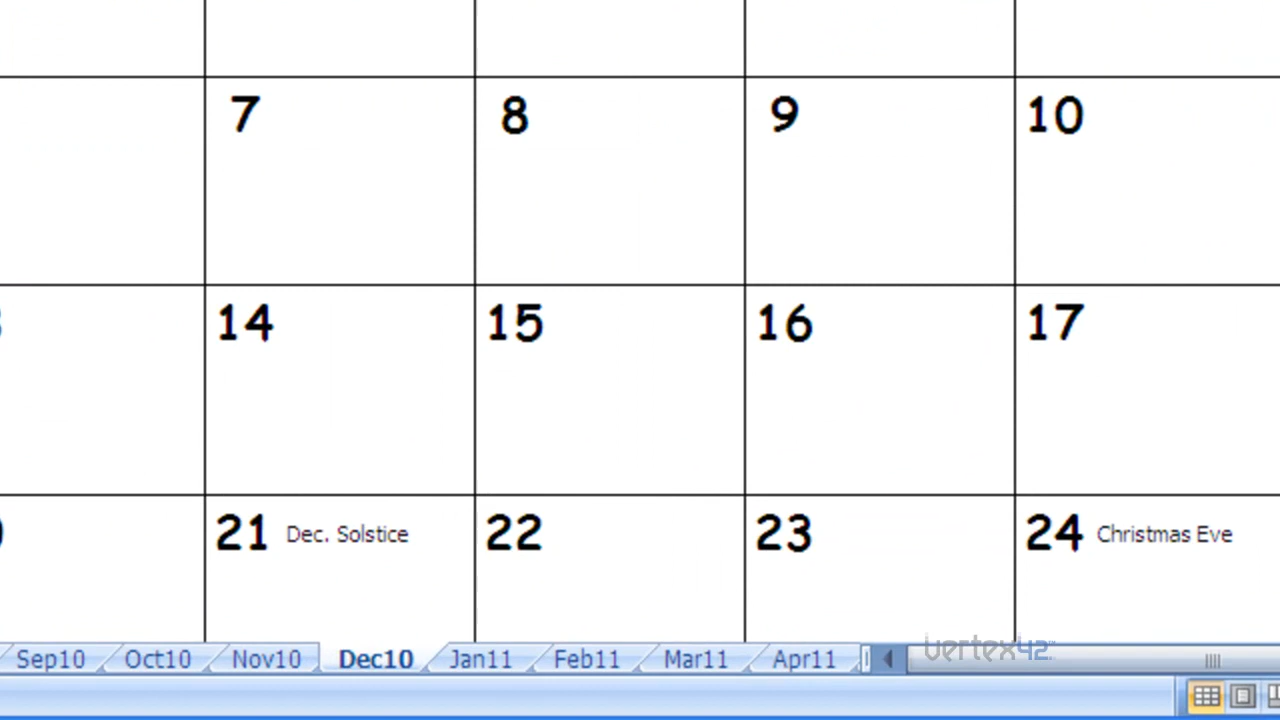 7 8 9 10
14 15 16 17
21 Dec. Solstice 22 23 24 Christmas Eve
Sep10 Oct10 Nov10 Dec10 Jan11 Feb11 Mar11 Apr11
vertex42